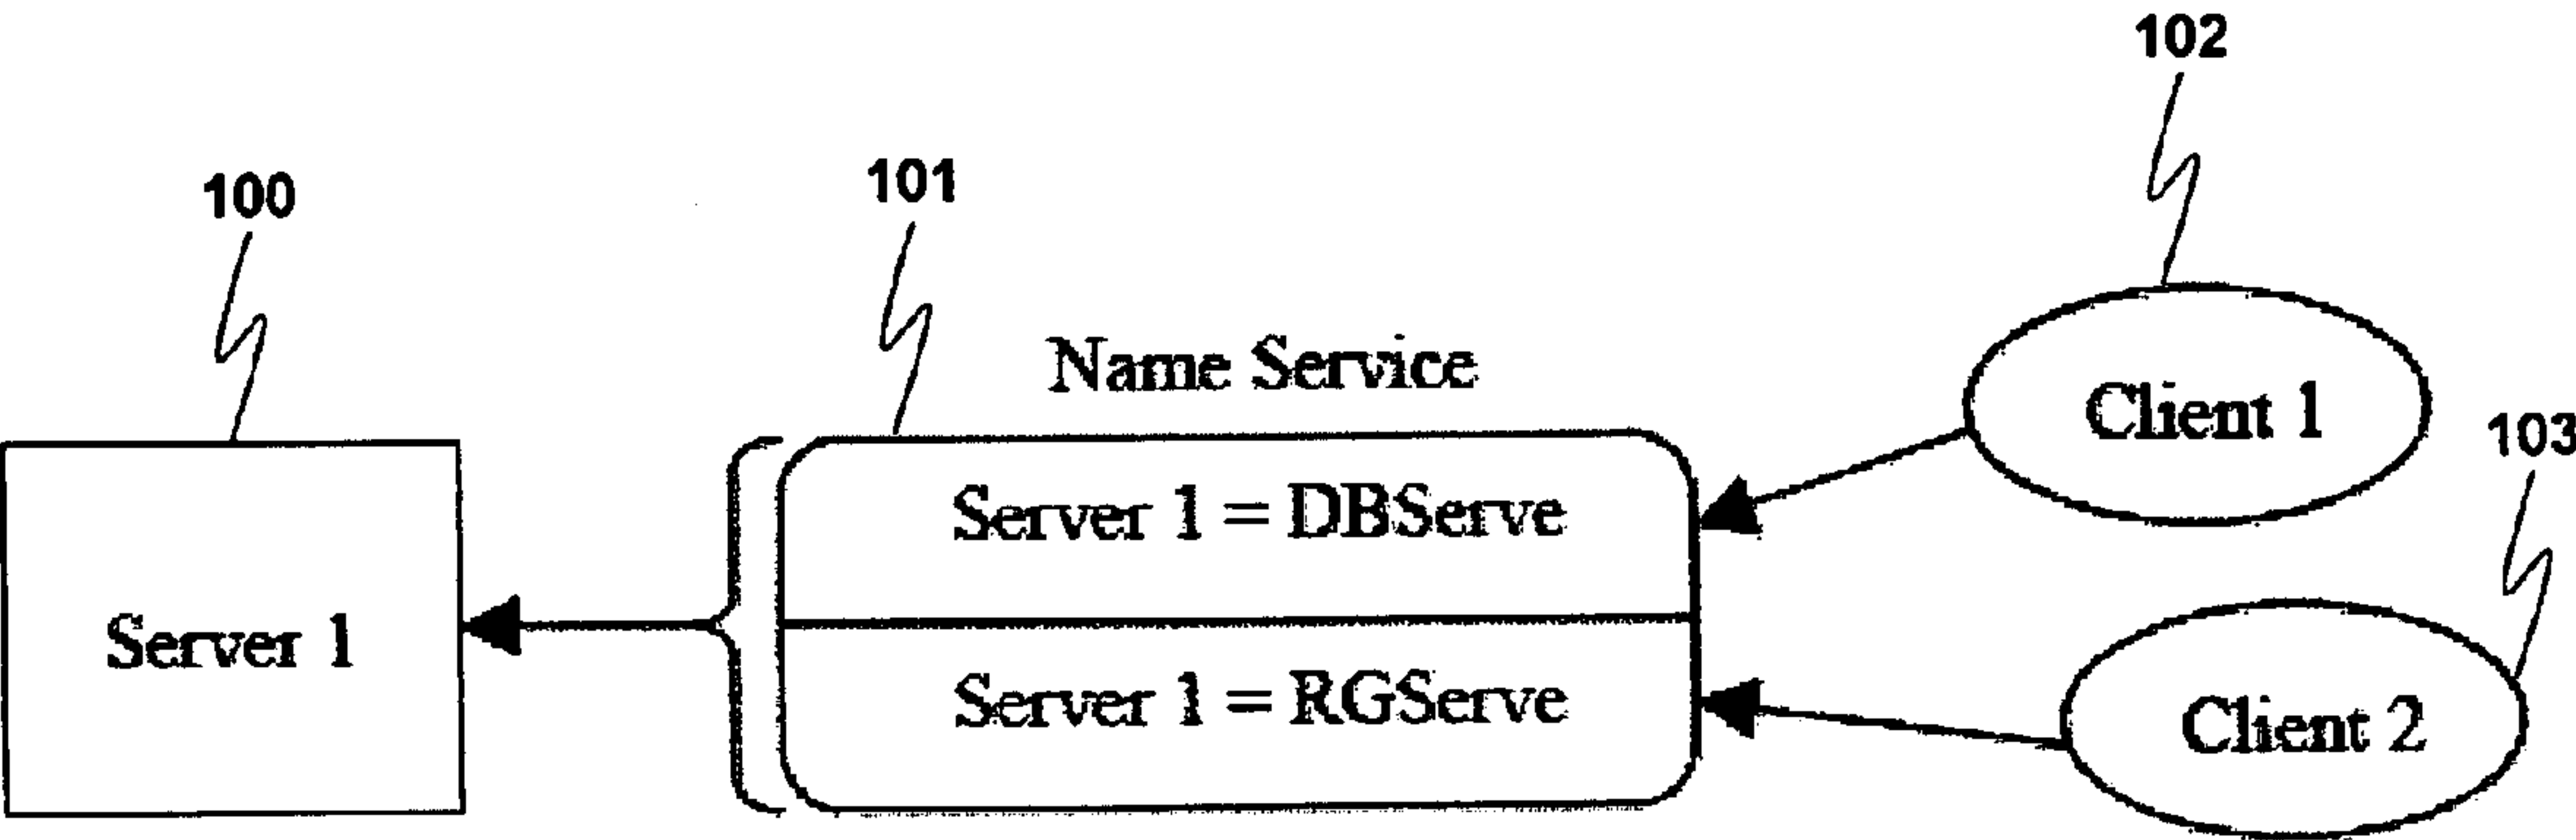 102
101
100
Name Service
Client 1
103
Server 1 = DBServe
Server 1
Server 1 = RGServe
Client 2